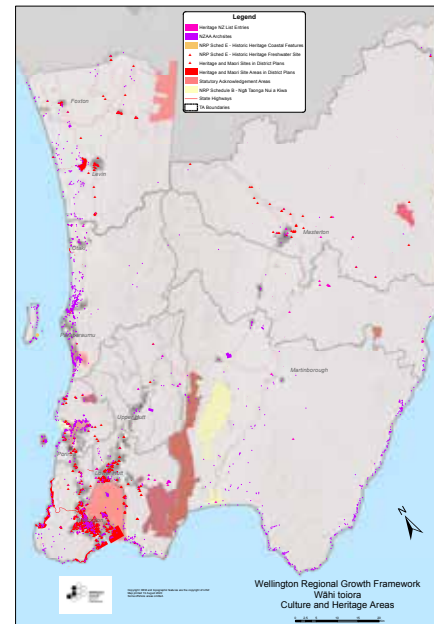 Legend
Heritage NZ List Entries
NZAA Archsites
NRP Sched E - Historic Heritage Coastal Features
NRP Sched E - Historic Heritage Freshwater Site
Heritage and Maori Sites in District Plans
Heritage and Maori Site Areas in District Plans
Statutory Acknowledgement Areas
NRP Schedule B - Ngā Taonga Nui a Kiwa
State Highways
TA Boundaries
Foxton
Levin
Masterton
Otaki
Paraparaumu
Martinborough
Upper Hutt
N
Wellington Regional Growth Framework
Wāhi toiora
Culture and Heritage Areas